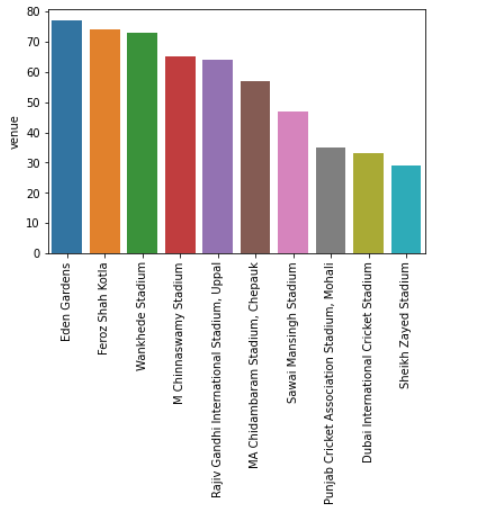 80
70
60
50
40
30
20
10
0
venue
Eden Gardens
Feroz Shah Kotla
Wankhede Stadium
M Chinnaswamy Stadium
Rajiv Gandhi International Stadium, Uppal
MA Chidambaram Stadium, Chepauk
Sawai Mansingh Stadium
Punjab Cricket Association Stadium, Mohali
Dubai International Cricket Stadium
Sheikh Zayed Stadium